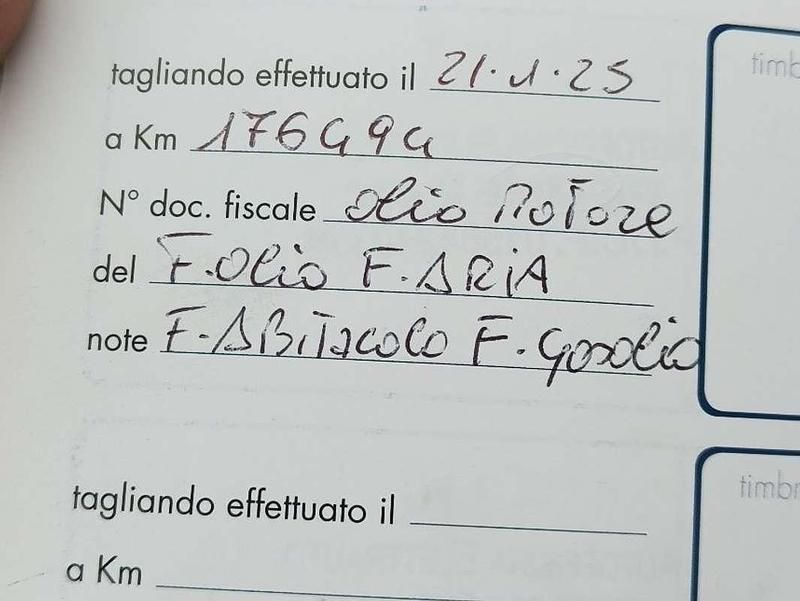 tagliando effettuato il 21.1.25
timb
a Km 176494
N° doc. fiscale olio MoTore
del F.Olio F.ARiA
note F.ABiTacolo F.gasolio
tagliando effettuato il
timbr
a Km